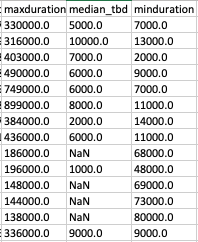 maxduration median_tbd minduration
330000.0 5000.0 7000.0
316000.0 10000.0 13000.0
403000.0 7000.0 2000.0
490000.0 6000.0 9000.0
749000.0 6000.0 7000.0
899000.0 8000.0 11000.0
384000.0 2000.0 14000.0
436000.0 6000.0 11000.0
186000.0 NaN 68000.0
196000.0 1000.0 48000.0
148000.0 NaN 69000.0
144000.0 NaN 73000.0
138000.0 NaN 80000.0
336000.0 9000.0 9000.0